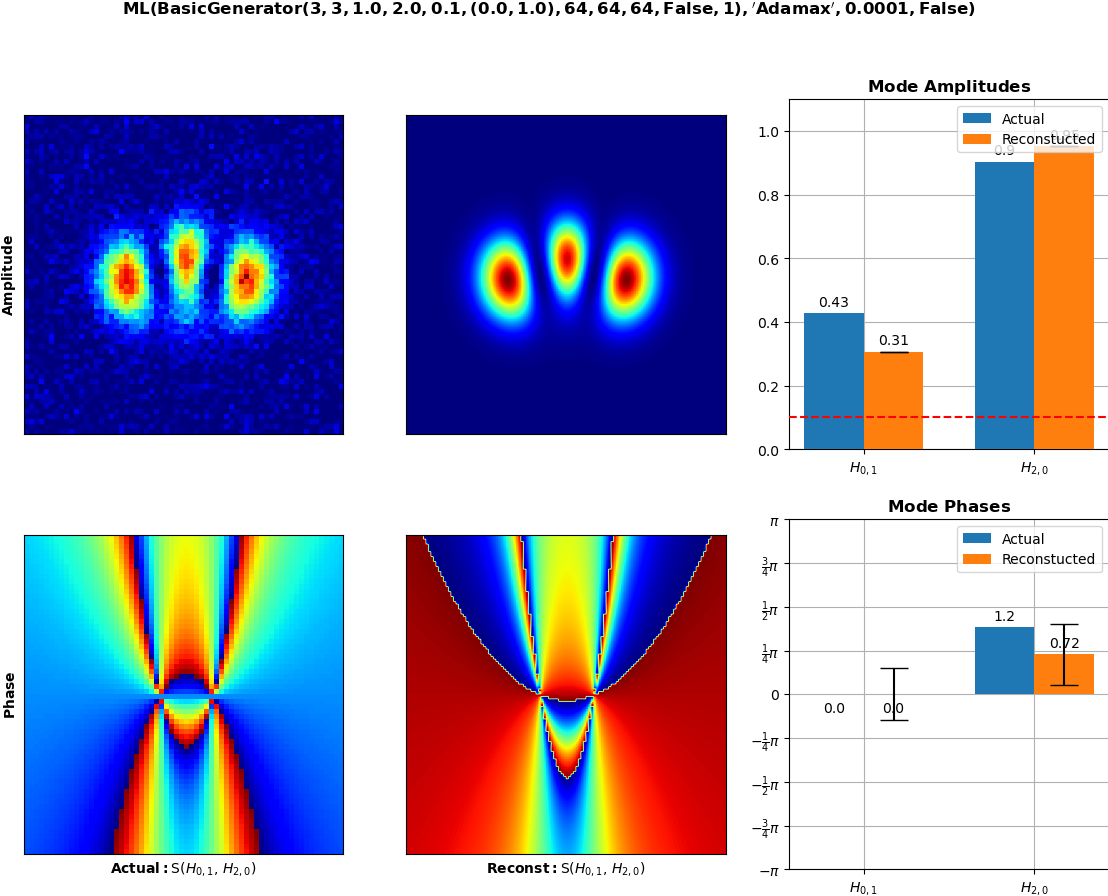 ML(BasicGenerator(3, 3, 1.0, 2.0, 0.1, (0.0, 1.0), 64, 64, 64, False, 1), ′Adamax′, 0.0001, False)
Amplitude
Mode Amplitudes
Actual
Reconstucted
1.0
0.8
0.6
0.4
0.2
0.0
0.43
0.31
0.9
0.95
H0,1
H2,0
Phase
Actual: S(H0,1, H2,0)
Reconst: S(H0,1, H2,0)
Mode Phases
Actual
Reconstucted
π
3/4π
1/2π
1/4π
0
−1/4π
−1/2π
−3/4π
−π
0.0
0.0
1.2
0.72
H0,1
H2,0